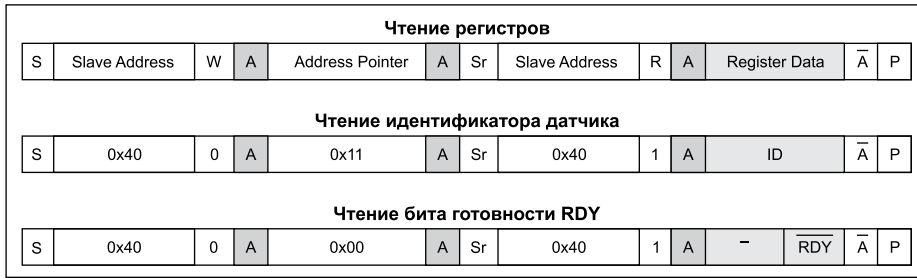 Чтение регистров
S Slave Address W A Address Pointer A Sr Slave Address R A Register Data A̅ P
Чтение идентификатора датчика
S 0x40 0 A 0x11 A Sr 0x40 1 A ID A̅ P
Чтение бита готовности RDY
S 0x40 0 A 0x00 A Sr 0x40 1 A – R̅D̅Y̅ A̅ P